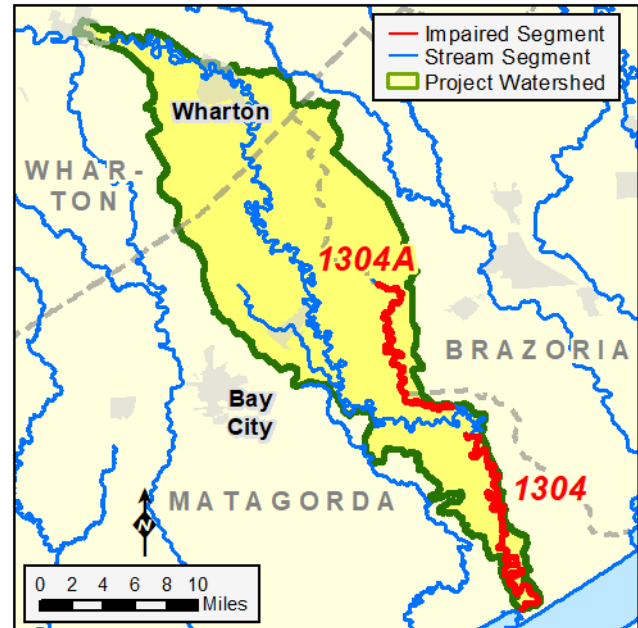 Impaired Segment
Stream Segment
Project Watershed
Wharton
WHAR-
TON
1304A
BRAZORIA
Bay
City
1304
MATAGORDA
N
0 2 4 6 8 10
Miles